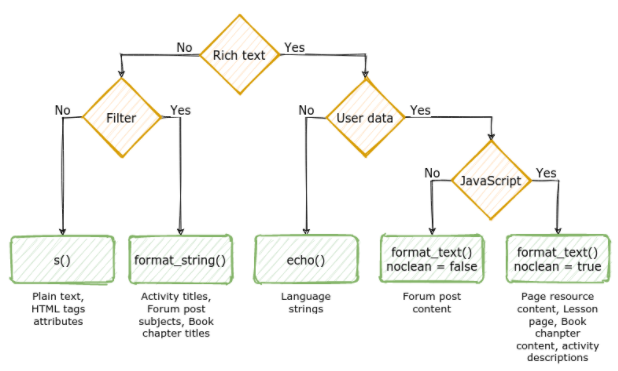 Rich text
No
Yes
Filter
User data
No
Yes
No
Yes
JavaScript
No
Yes
s()
format_string()
echo()
format_text()
noclean = false
format_text()
noclean = true
Plain text,
HTML tags
attributes
Activity titles,
Forum post
subjects, Book
chapter titles
Language
strings
Forum post
content
Page resource
content, Lesson
page, Book
chanpter
content, activity
descriptions